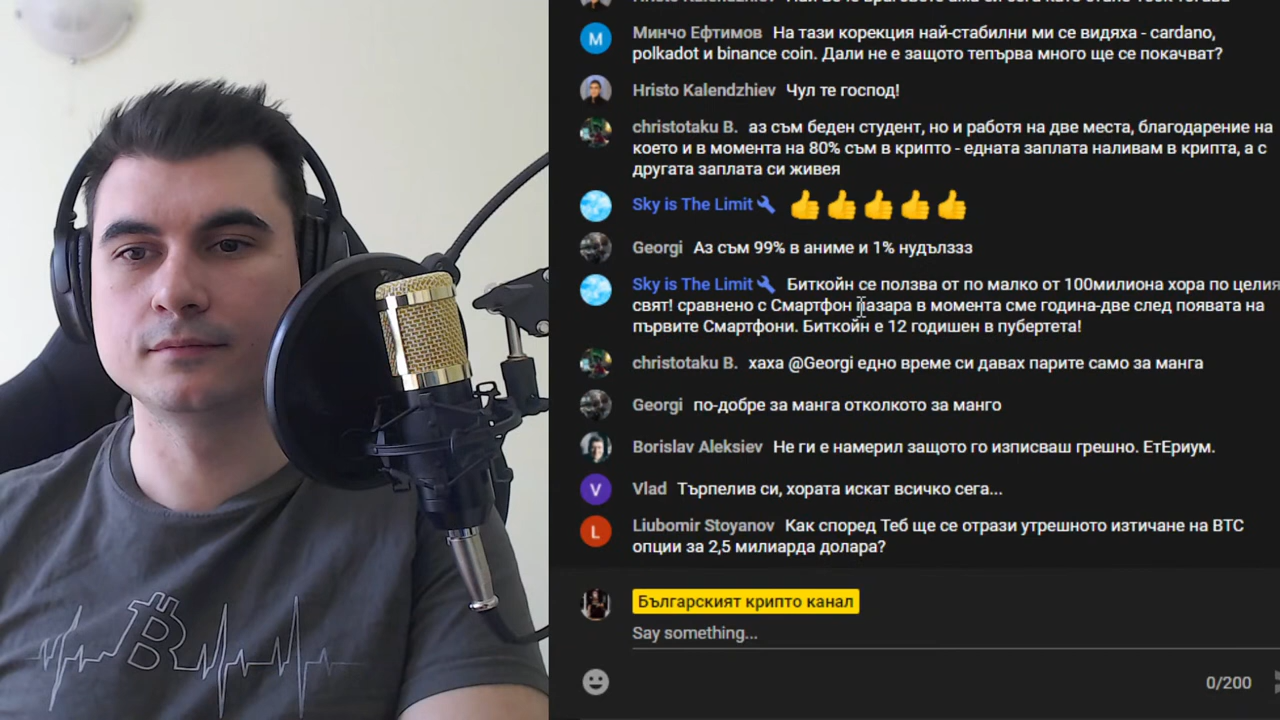 Минчо Ефтимов На тази корекция най-стабилни ми се видяха - cardano,
polkadot и binance coin. Дали не е защото тепърва много ще се покачват?
Hristo Kalendzhiev Чул те господ!
christotaku B. аз съм беден студент, но и работя на две места, благодарение на
което и в момента на 80% съм в крипто - едната заплата наливам в крипта, а с
другата заплата си живея
Sky is The Limit
Georgi Аз съм 99% в аниме и 1% нудълззз
Sky is The Limit Биткойн се ползва от по малко от 100милиона хора по целия
свят! сравнено с Смартфон пазара в момента сме година-две след появата на
първите Смартфони. Биткойн е 12 годишен в пубертета!
christotaku B. хаха @Georgi едно време си давах парите само за манга
Georgi по-добре за манга отколкото за манго
Borislav Aleksiev Не ги е намерил защото го изписваш грешно. ЕтЕриум.
V Vlad Търпелив си, хората искат всичко сега...
Liubomir Stoyanov Как според Теб ще се отрази утрешното изтичане на BTC
опции за 2,5 милиарда долара?
Българският крипто канал
Say something...
0/200